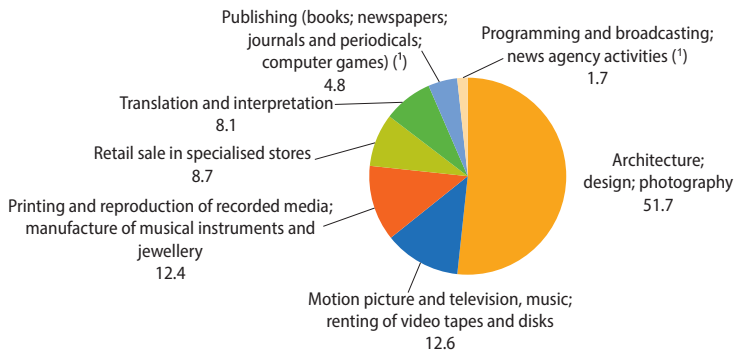 Publishing (books; newspapers;
journals and periodicals;
computer games) (¹)
4.8
Programming and broadcasting;
news agency activities (¹)
1.7
Translation and interpretation
8.1
Retail sale in specialised stores
8.7
Architecture;
design; photography
51.7
Printing and reproduction of recorded media;
manufacture of musical instruments and
jewellery
12.4
Motion picture and television, music;
renting of video tapes and disks
12.6